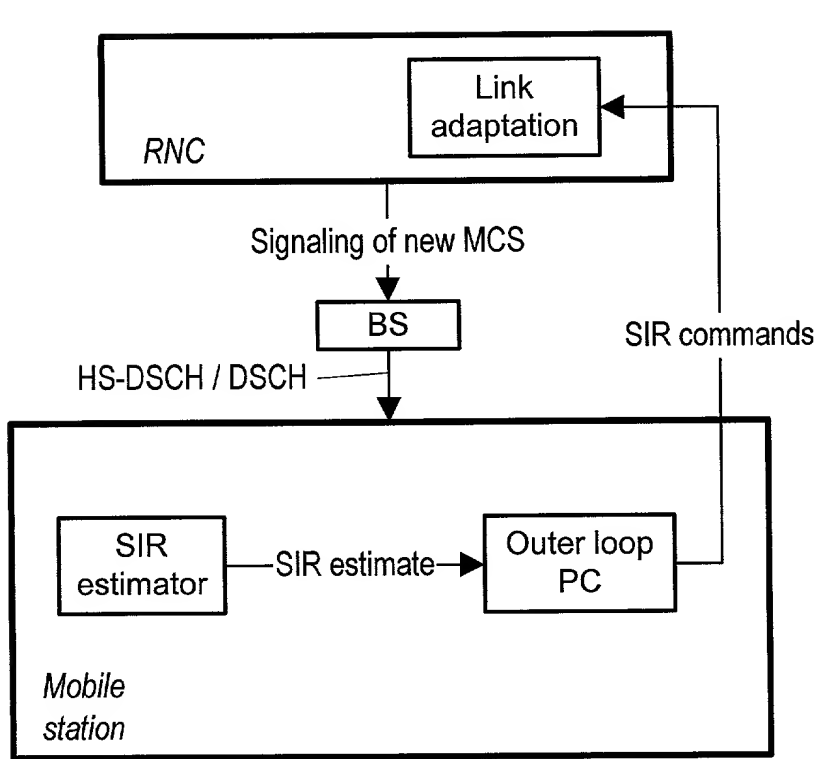 Link
adaptation
RNC
Signaling of new MCS
BS
SIR commands
HS-DSCH / DSCH
SIR
estimator
SIR estimate
Outer loop
PC
Mobile
station